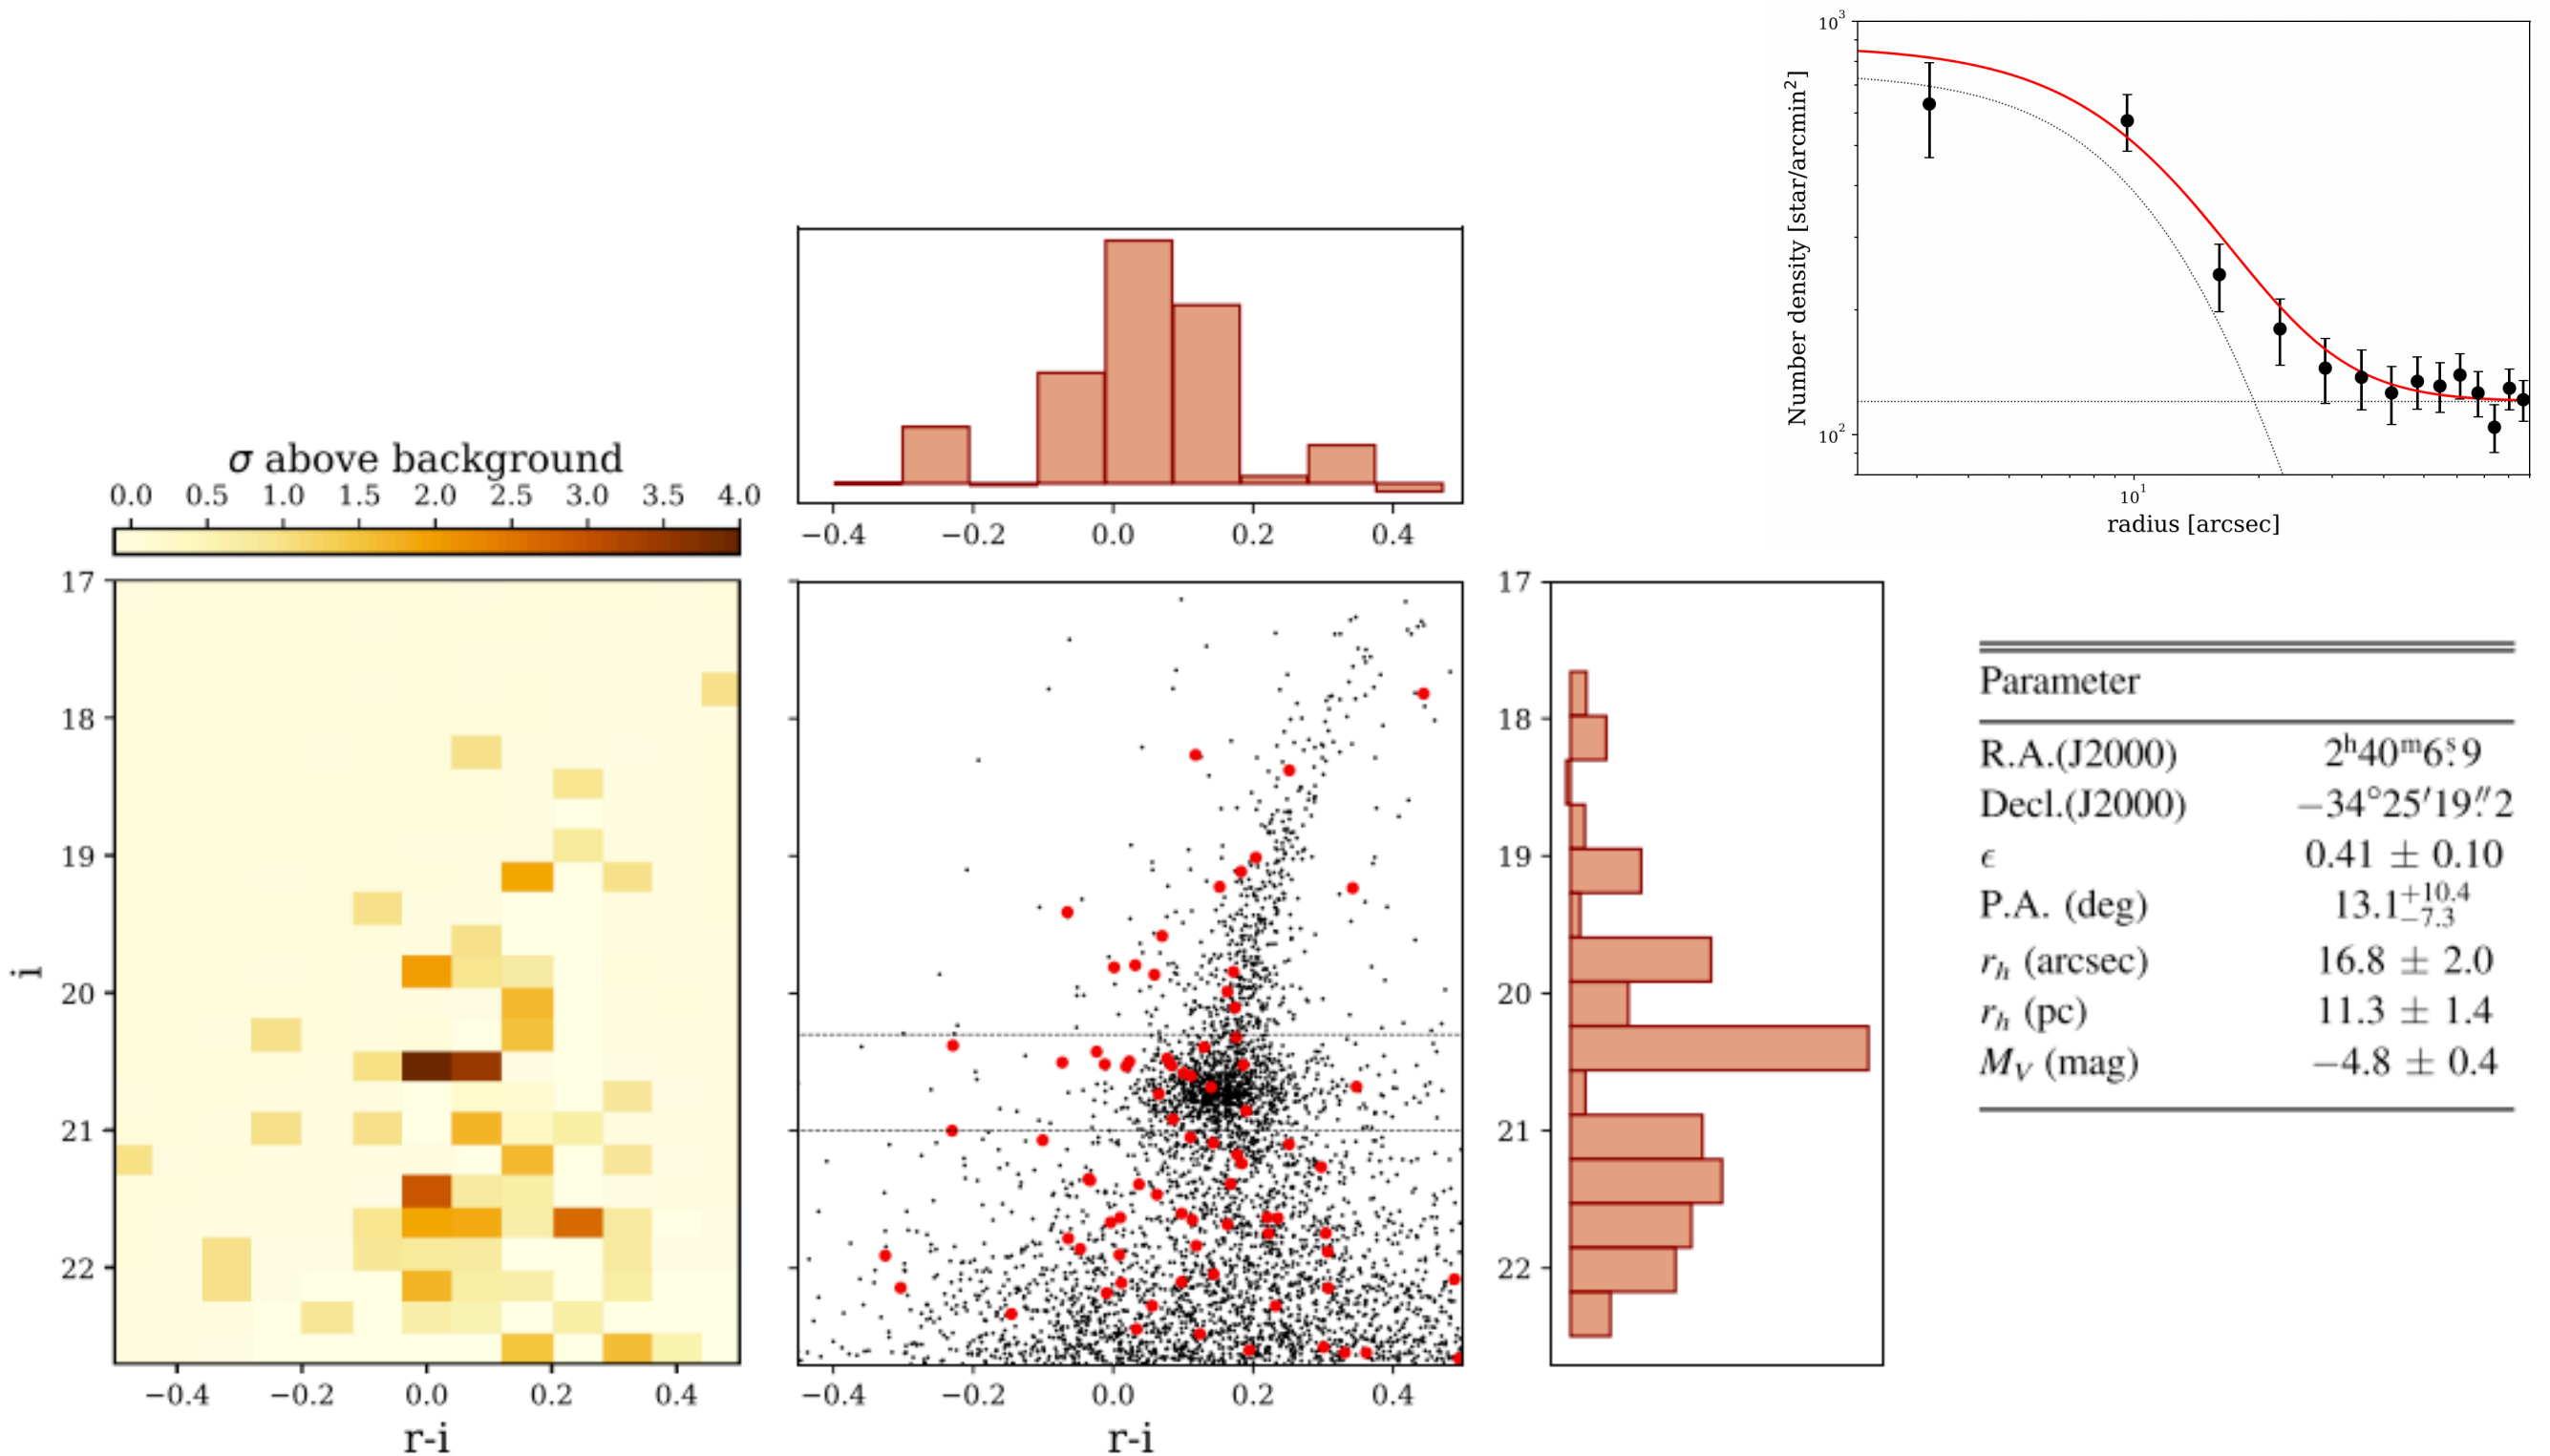 10³
Number density [star/arcmin²]
10²
10¹
radius [arcsec]
−0.4 −0.2 0.0 0.2 0.4
σ above background
0.0 0.5 1.0 1.5 2.0 2.5 3.0 3.5 4.0
17
18
19
20
21
22
i
−0.4 −0.2 0.0 0.2 0.4
r-i
−0.4 −0.2 0.0 0.2 0.4
r-i
17
18
19
20
21
22
Parameter
R.A.(J2000) 2ʰ40ᵐ6ˢ.9
Decl.(J2000) −34°25′19″.2
ϵ 0.41 ± 0.10
P.A. (deg) 13.1+10.4−7.3
rₕ (arcsec) 16.8 ± 2.0
rₕ (pc) 11.3 ± 1.4
M_V (mag) −4.8 ± 0.4